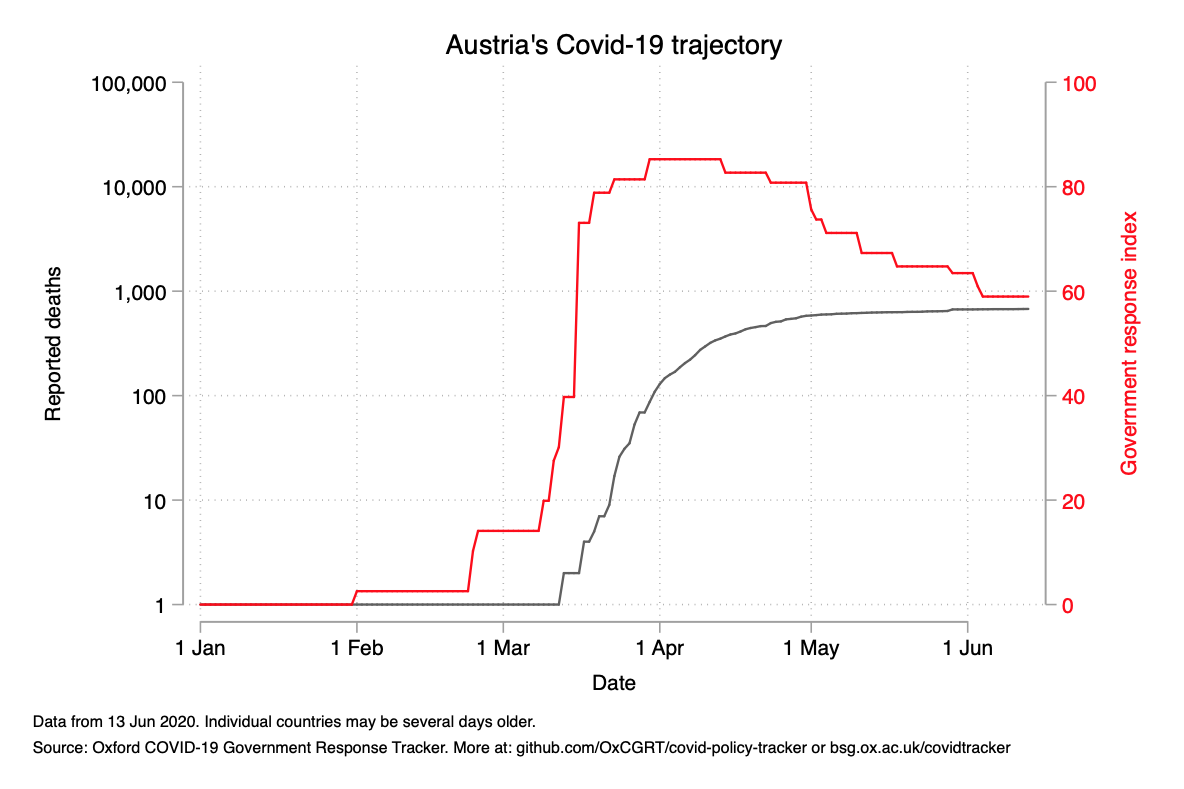 Austria's Covid-19 trajectory
100,000
10,000
1,000
100
10
1
Reported deaths
100
80
60
40
20
0
Government response index
1 Jan 1 Feb 1 Mar 1 Apr 1 May 1 Jun
Date
Data from 13 Jun 2020. Individual countries may be several days older.
Source: Oxford COVID-19 Government Response Tracker. More at: github.com/OxCGRT/covid-policy-tracker or bsg.ox.ac.uk/covidtracker